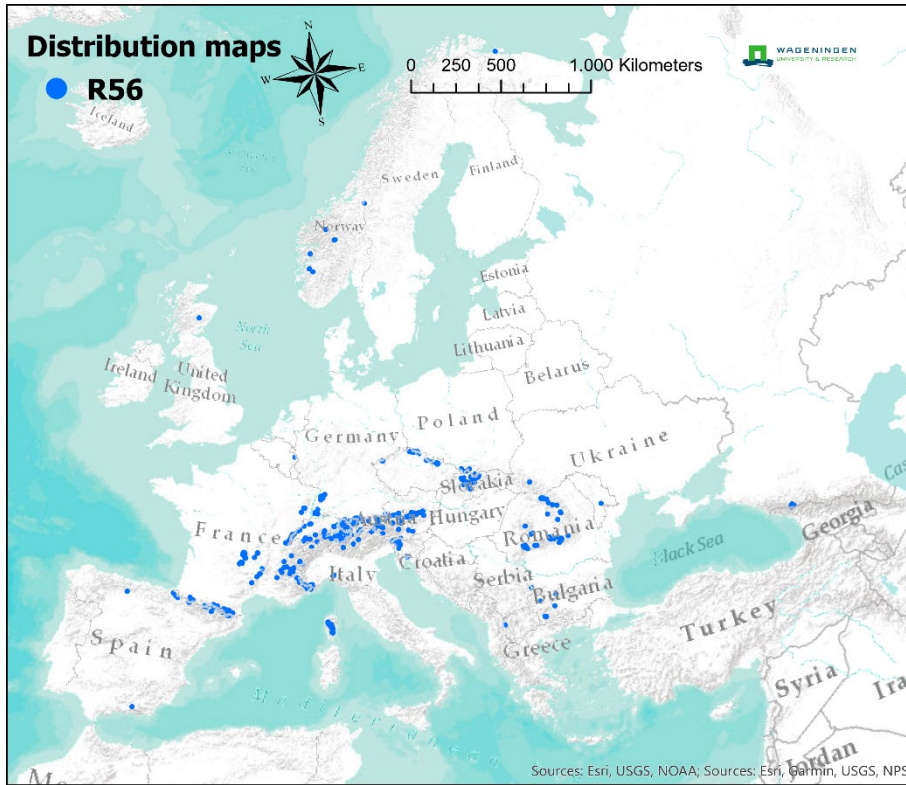 Distribution maps
R56
N
W
E
S
0 250 500 1.000 Kilometers
WAGENINGEN
UNIVERSITY & RESEARCH
Iceland
Sweden
Finland
Norway
Estonia
Latvia
Lithuania
North
Sea
Ireland
United
Kingdom
Belarus
Poland
Germany
Ukraine
Slovakia
Austria
Hungary
France
Romania
Georgia
Croatia
Italy
Black Sea
Serbia
Bulgaria
Spain
Turkey
Greece
Syria
Jordan
Sources: Esri, USGS, NOAA; Sources: Esri, Garmin, USGS, NPS